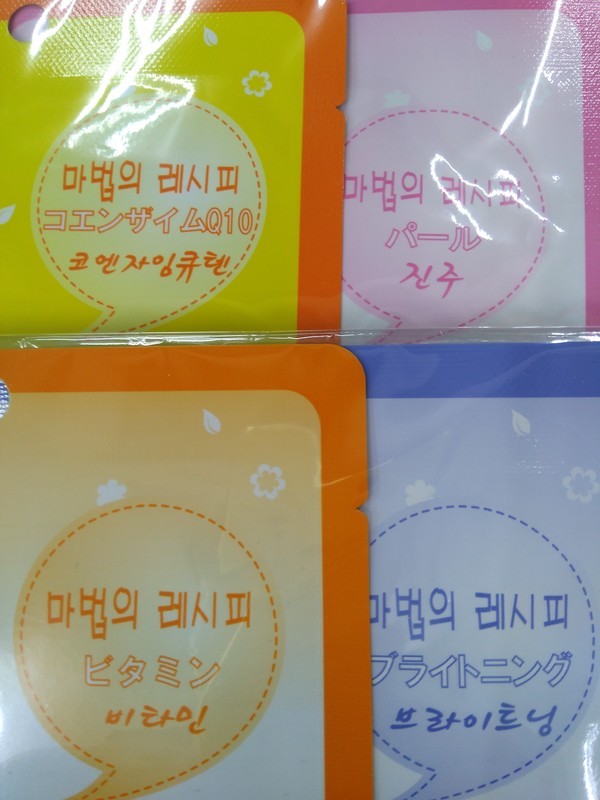 마법의 레시피
コエンザイムQ10
코엔자임큐텐
마법의 레시피
パール
진주
마법의 레시피
ビタミン
비타민
마법의 레시피
ブライトニング
브라이트닝